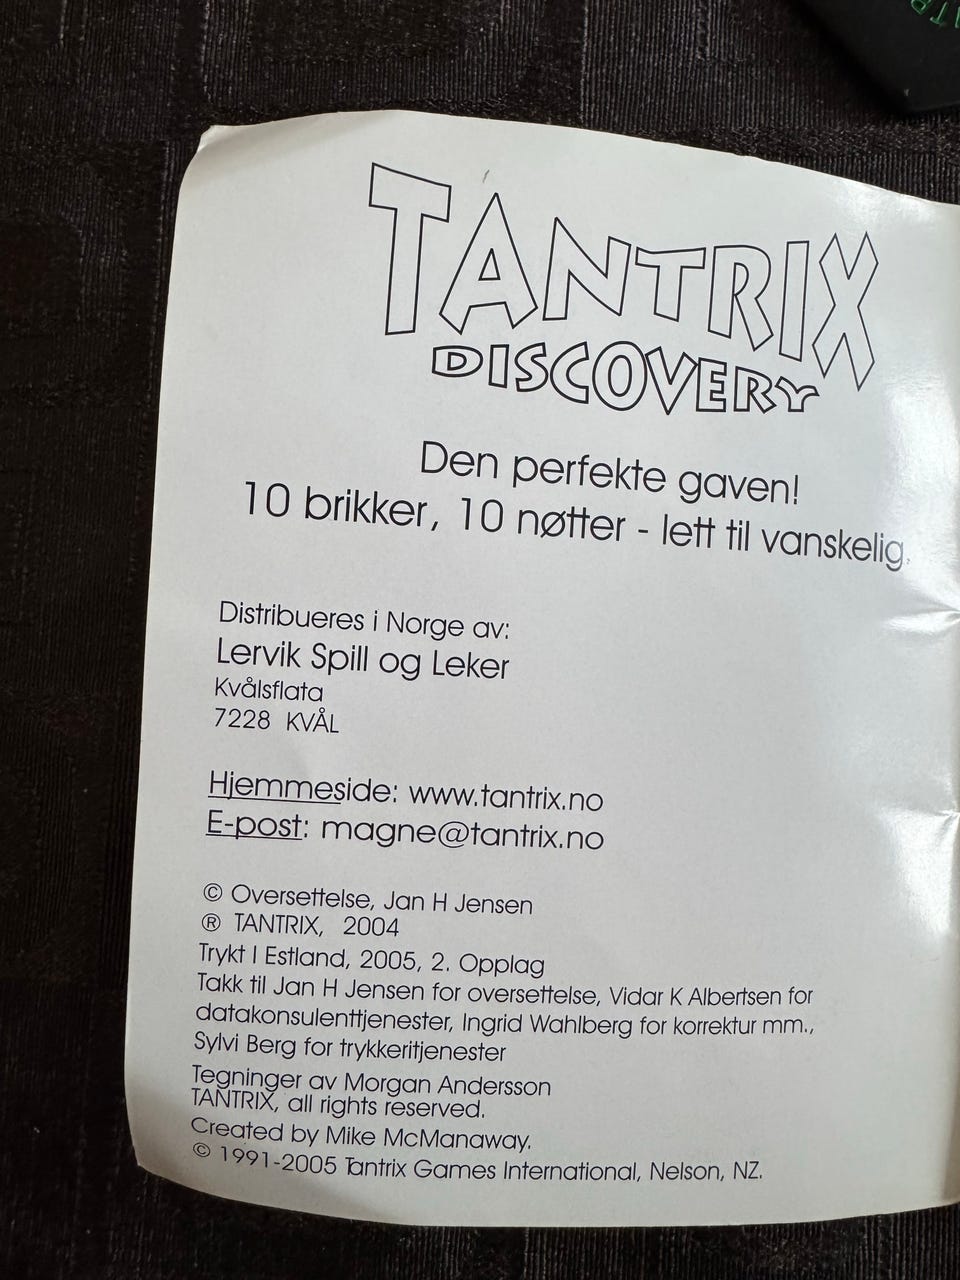 TANTRIX
DISCOVERY
Den perfekte gaven!
10 brikker, 10 nøtter - lett til vanskelig.
Distribueres i Norge av:
Lervik Spill og Leker
Kvålsflata
7228 KVÅL
Hjemmeside: www.tantrix.no
E-post: magne@tantrix.no
© Oversettelse, Jan H Jensen
® TANTRIX, 2004
Trykt I Estland, 2005, 2. Opplag
Takk til Jan H Jensen for oversettelse, Vidar K Albertsen for
datakonsulenttjenester, Ingrid Wahlberg for korrektur mm.,
Sylvi Berg for trykkeritjenester
Tegninger av Morgan Andersson
TANTRIX, all rights reserved.
Created by Mike McManaway.
© 1991-2005 Tantrix Games International, Nelson, NZ.